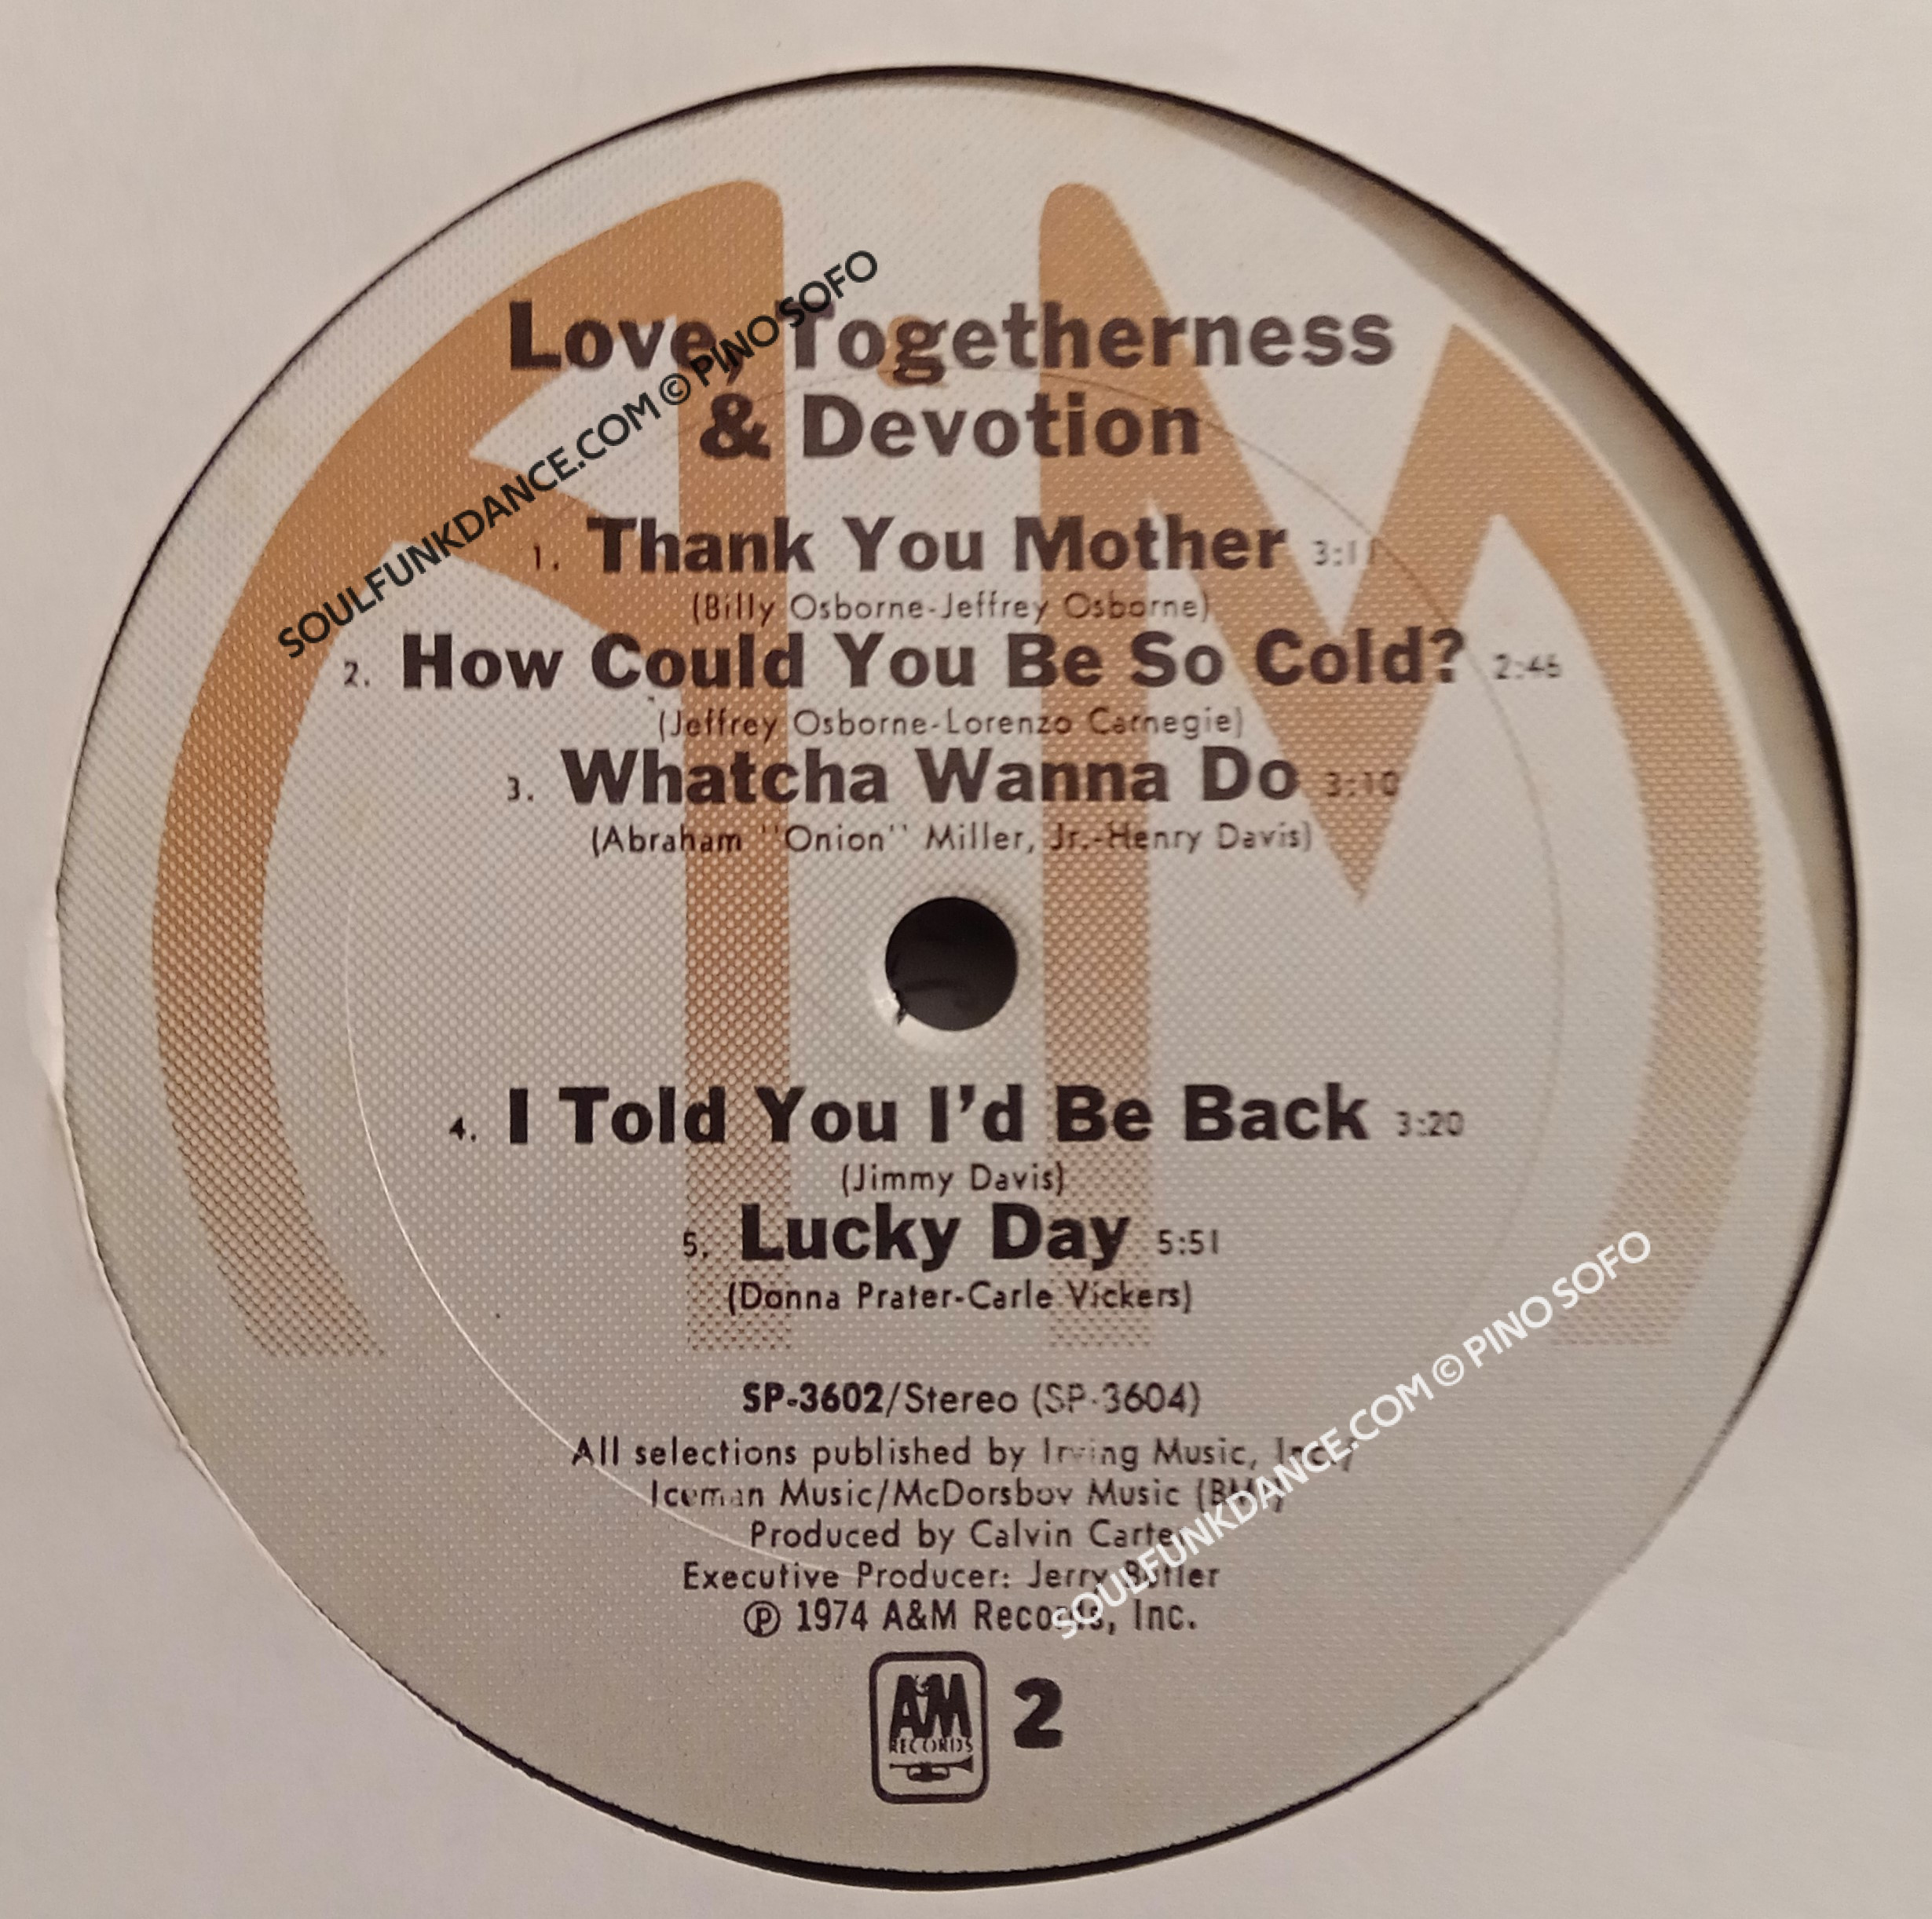 Love, Togetherness
& Devotion
1. Thank You Mother
(Billy Osborne-Jeffrey Osborne)
2. How Could You Be So Cold? 2:46
(Jeffrey Osborne-Lorenzo Carnegie)
3. Whatcha Wanna Do 3:10
(Abraham "Onion" Miller, Jr.-Henry Davis)
4. I Told You I'd Be Back 3:20
(Jimmy Davis)
5. Lucky Day 5:51
(Donna Prater-Carle Vickers)
SP-3602/Stereo (SP-3604)
All selections published by Irving Music, Inc./
Iceman Music/McDorsboy Music (BMI)
Produced by Calvin Carter
Executive Producer: Jerry Butler
℗ 1974 A&M Records, Inc.
A&M RECORDS 2
SOULFUNKDANCE.COM © PINO SOFO
SOULFUNKDANCE.COM © PINO SOFO